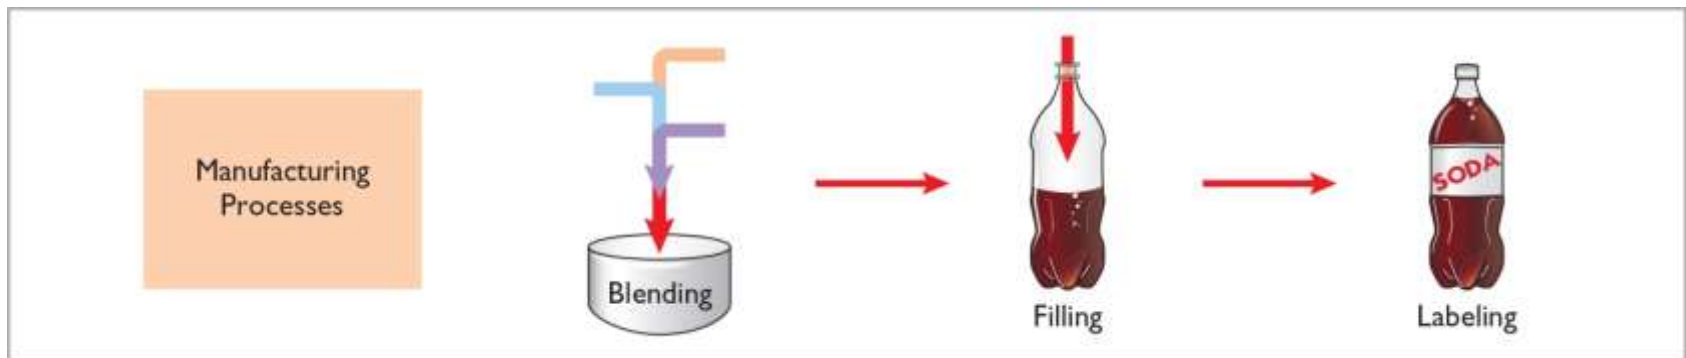 Manufacturing
Processes
Blending
Filling
SODA
Labeling